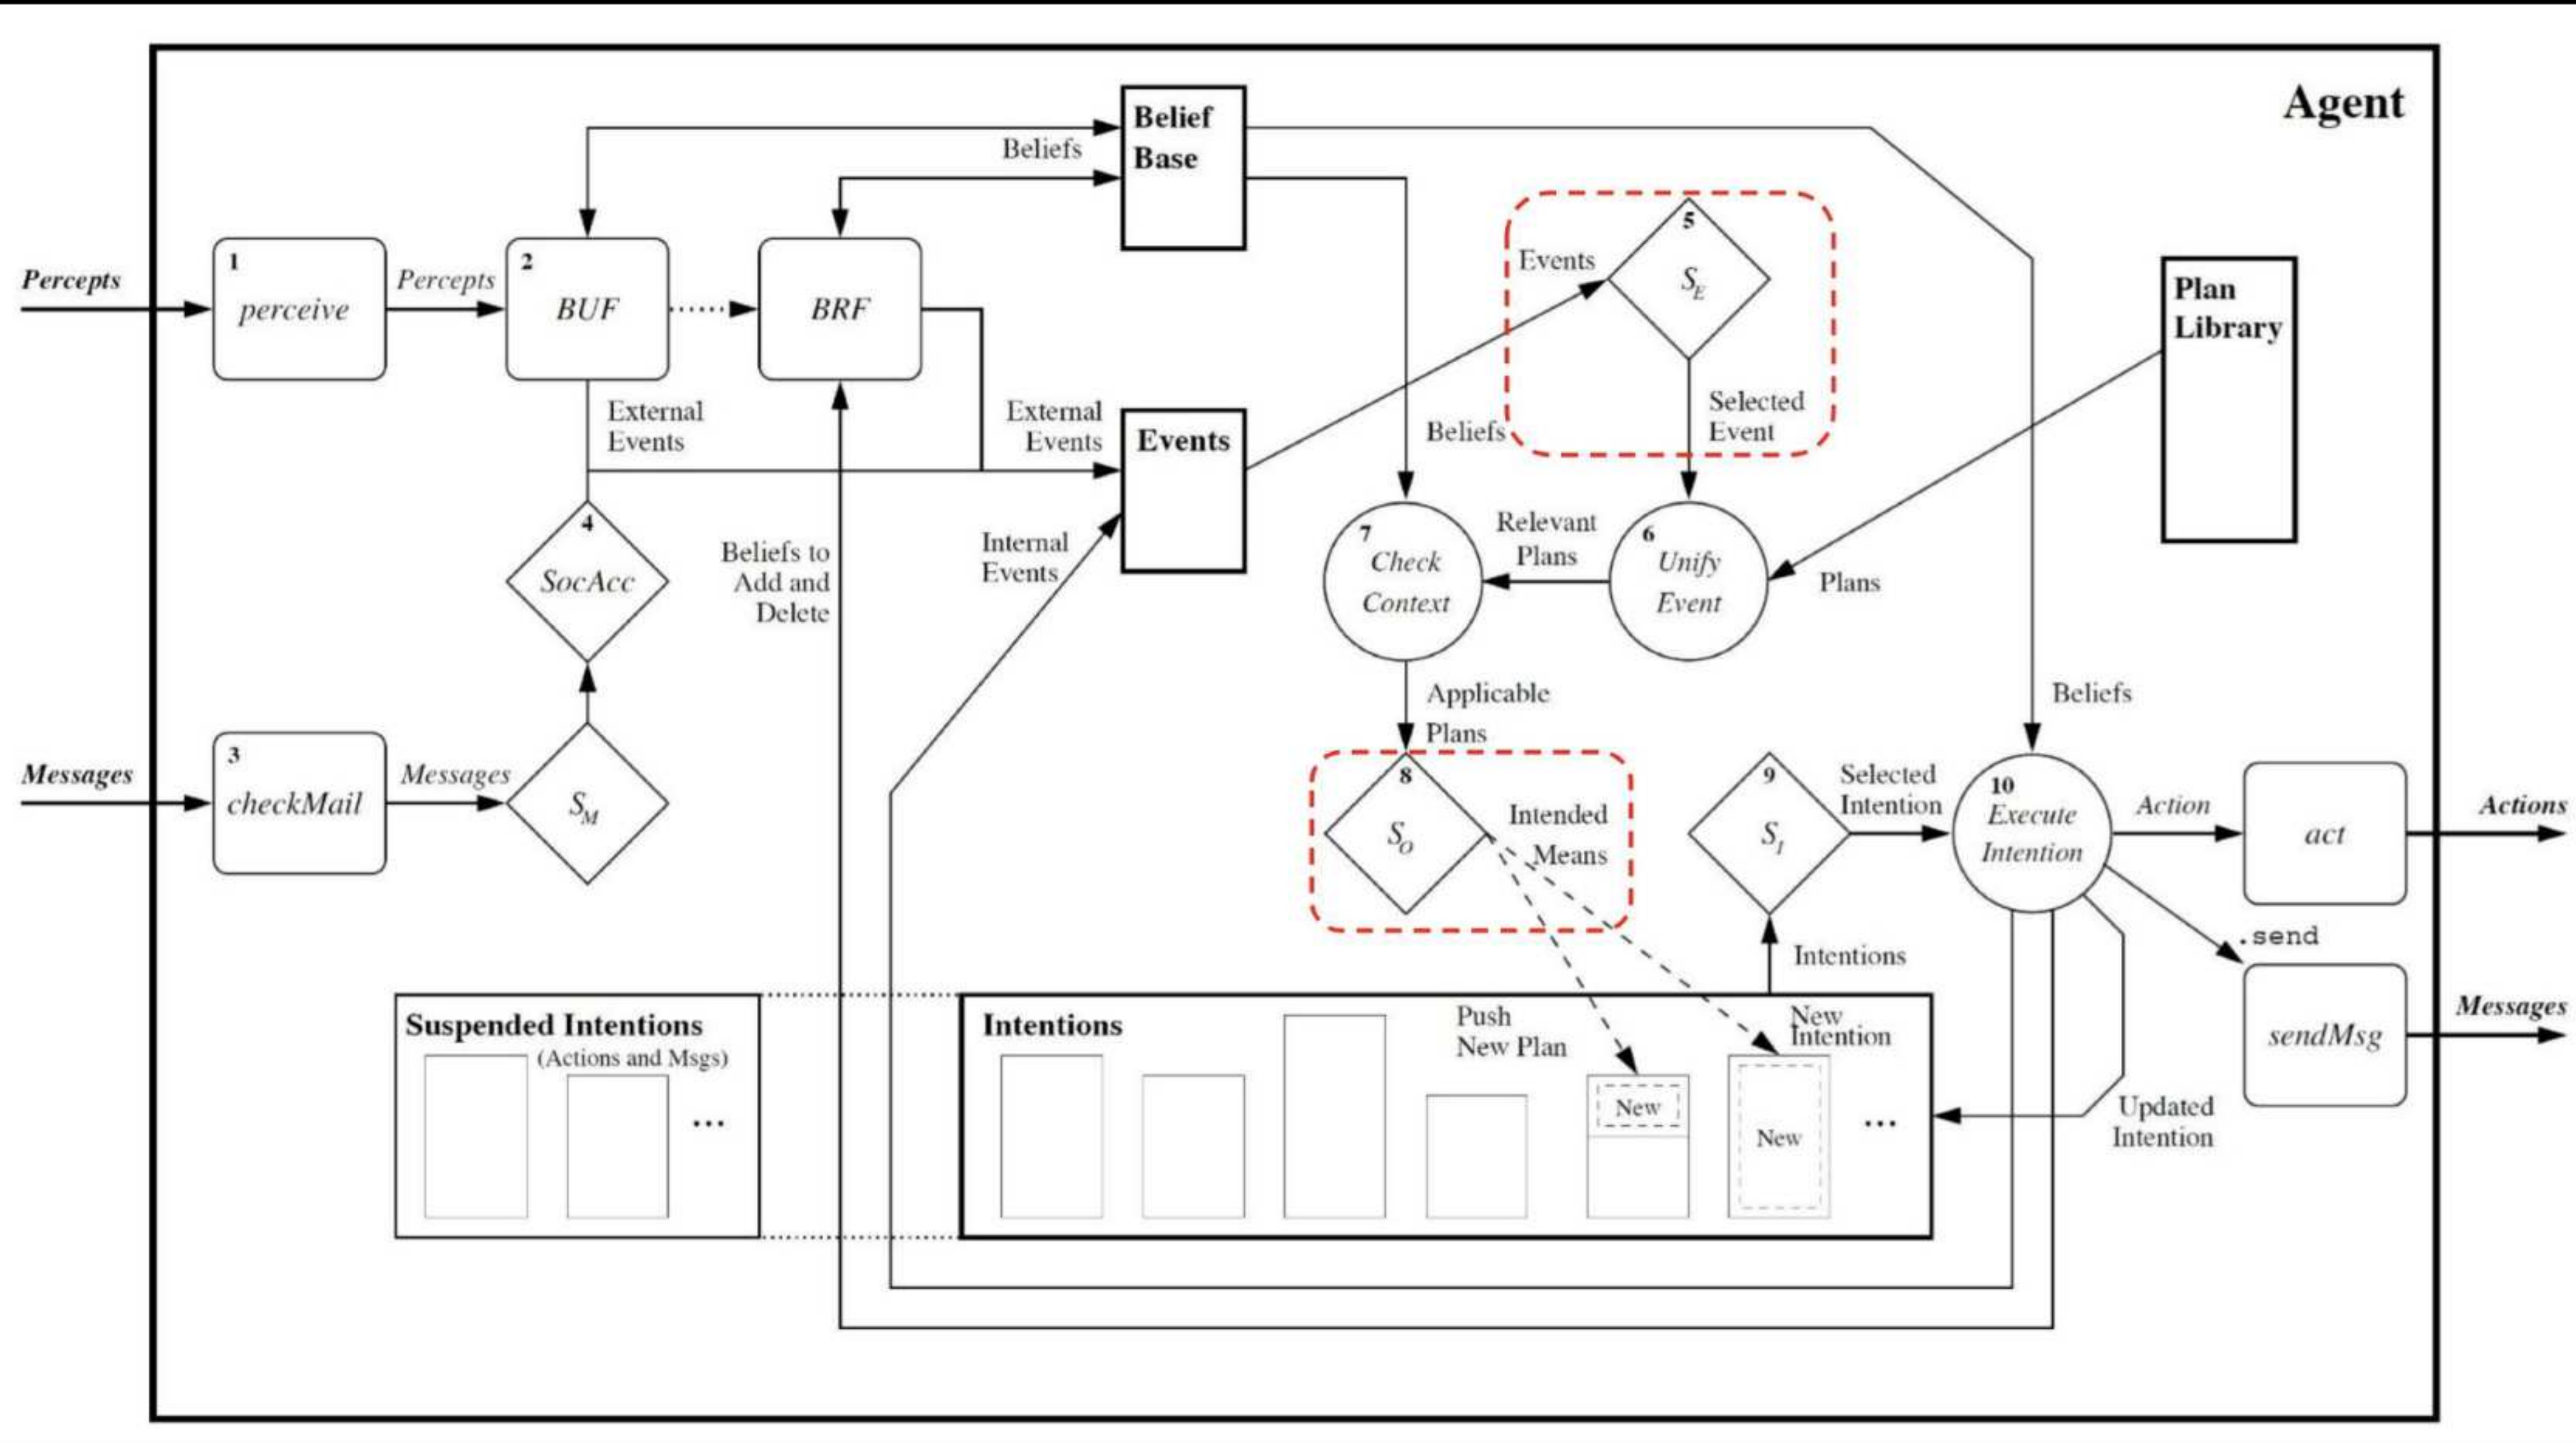 Agent
Belief
Base
Beliefs
5
S_E
Events
Selected
Event
Plan
Library
Percepts
1
perceive
Percepts
2
BUF
BRF
External
Events
External
Events
Events
Beliefs
4
SocAcc
Beliefs to
Add and
Delete
Internal
Events
7
Check
Context
Relevant
Plans
6
Unify
Event
Plans
Applicable
Plans
Beliefs
Messages
3
checkMail
Messages
S_M
8
S_O
Intended
Means
9
S_I
Selected
Intention
10
Execute
Intention
Action
act
Actions
.send
sendMsg
Messages
Intentions
Suspended Intentions
(Actions and Msgs)
...
Intentions
Push
New Plan
New
Intention
New
New
...
Updated
Intention